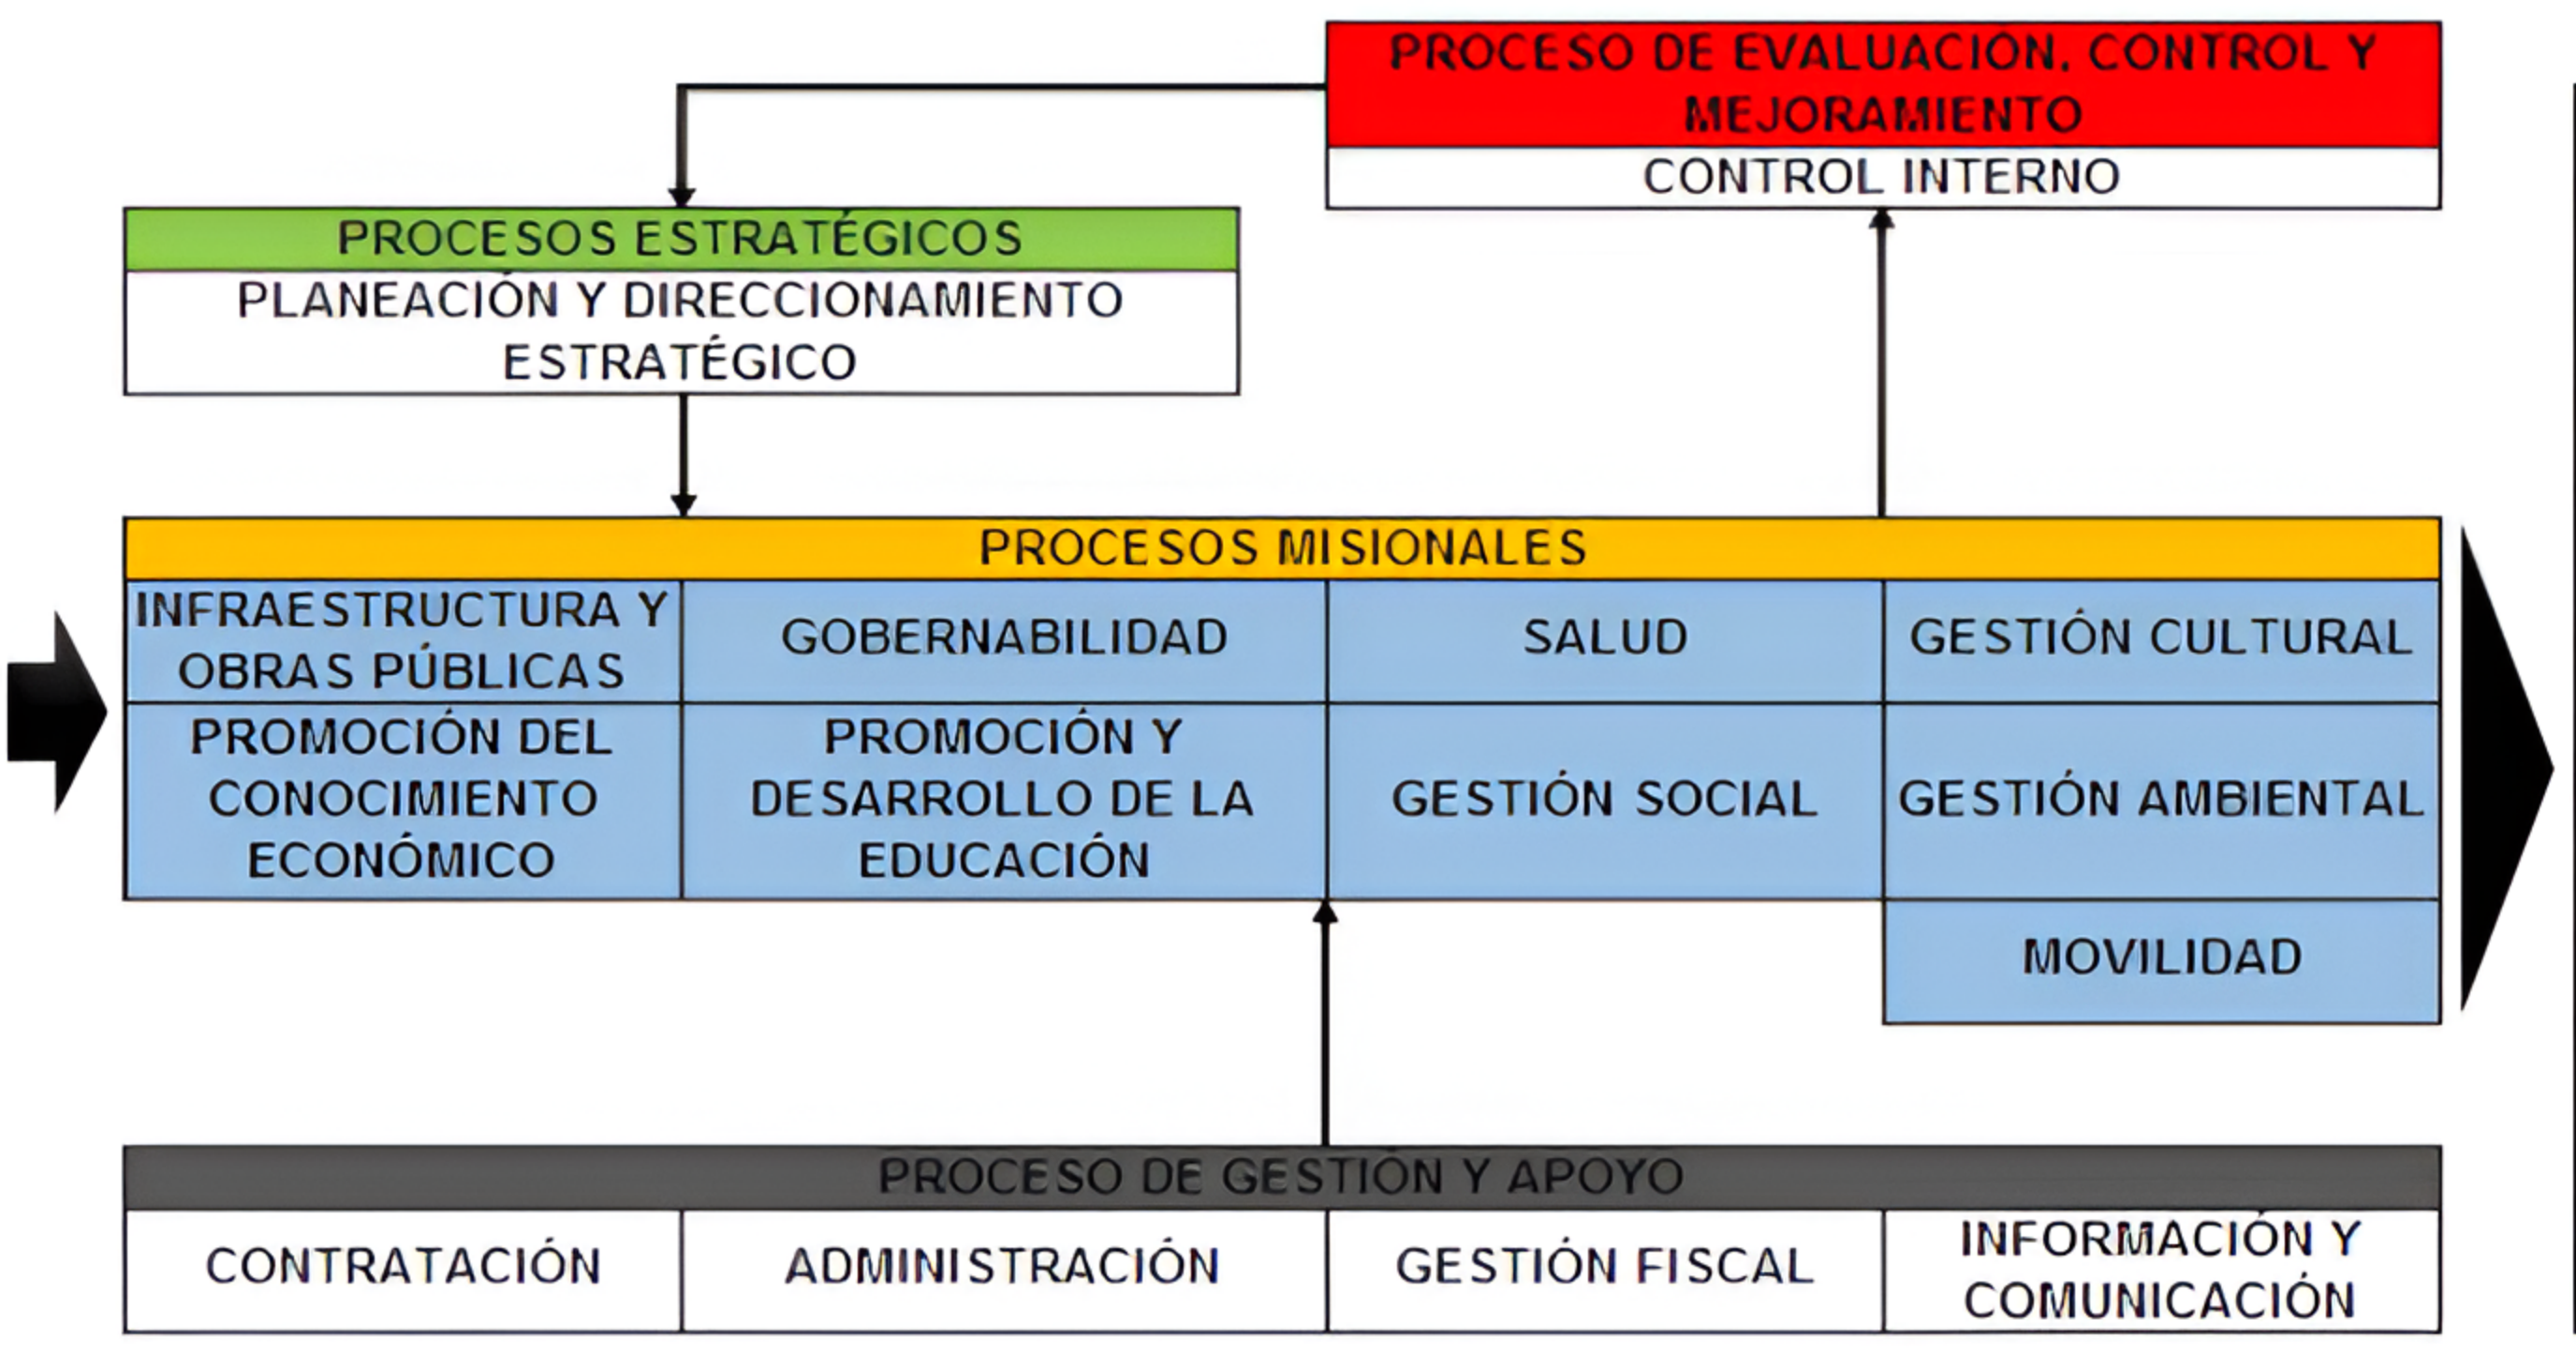 PROCESO DE EVALUACIÓN, CONTROL Y
MEJORAMIENTO
CONTROL INTERNO
PROCESOS ESTRATÉGICOS
PLANEACIÓN Y DIRECCIONAMIENTO
ESTRATÉGICO
PROCESOS MISIONALES
INFRAESTRUCTURA Y
OBRAS PÚBLICAS
GOBERNABILIDAD
SALUD
GESTIÓN CULTURAL
PROMOCIÓN DEL
CONOCIMIENTO
ECONÓMICO
PROMOCIÓN Y
DESARROLLO DE LA
EDUCACIÓN
GESTIÓN SOCIAL
GESTIÓN AMBIENTAL
MOVILIDAD
PROCESO DE GESTIÓN Y APOYO
CONTRATACIÓN
ADMINISTRACIÓN
GESTIÓN FISCAL
INFORMACIÓN Y
COMUNICACIÓN